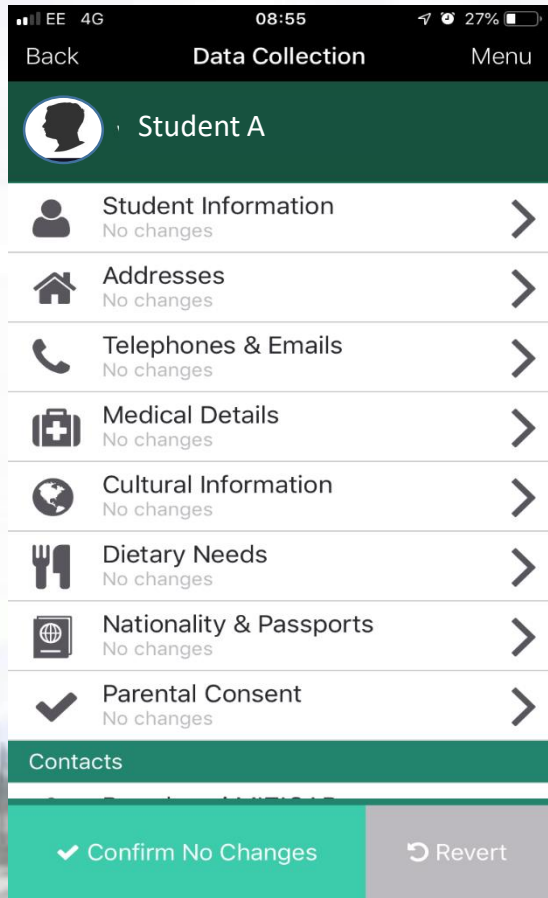 EE 4G 08:55 27%
Back Data Collection Menu
Student A
Student Information
No changes
Addresses
No changes
Telephones & Emails
No changes
Medical Details
No changes
Cultural Information
No changes
Dietary Needs
No changes
Nationality & Passports
No changes
Parental Consent
No changes
Contacts
Confirm No Changes Revert